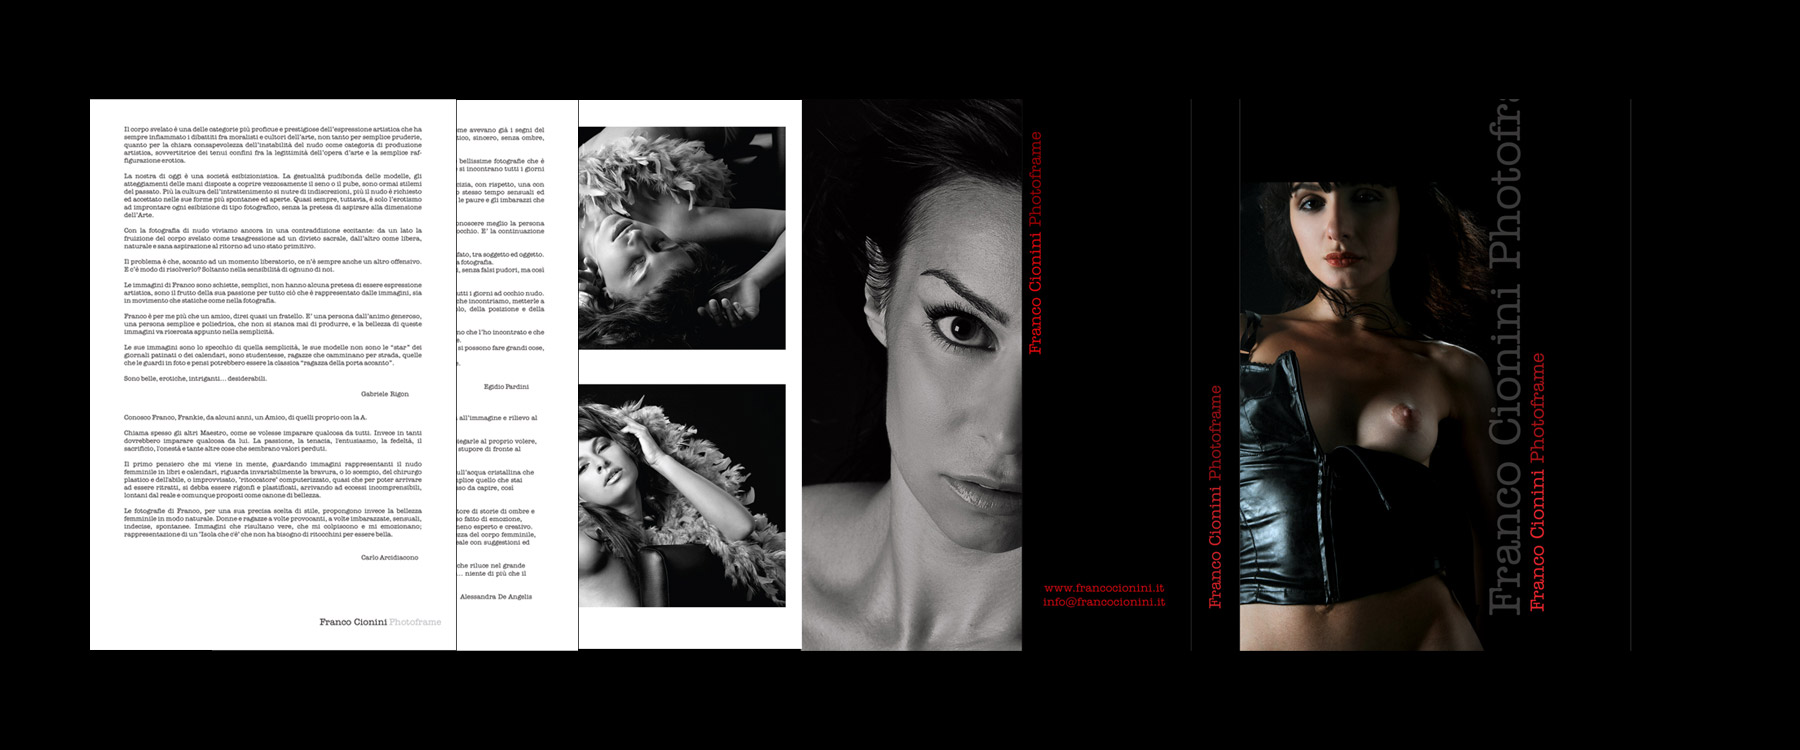 Il corpo svelato è una delle categorie più proficue e prestigiose dell'espressione artistica che ha
sempre infiammato i dibattiti fra moralisti e cultori dell'arte, non tanto per semplice pruderie,
quanto per la chiara consapevolezza dell'instabilità del nudo come categoria di produzione
artistica, sovvertitrice dei tenui confini fra la legittimità dell'opera d'arte e la semplice raf-
figurazione erotica.
La nostra di oggi è una società esibizionistica. La gestualità pudibonda delle modelle, gli
atteggiamenti delle mani disposte a coprire vezzosamente il seno o il pube, sono ormai stilemi
del passato. Più la cultura dell'intrattenimento si nutre di indiscrezioni, più il nudo è richiesto
ed accettato nelle sue forme più spontanee ed aperte. Quasi sempre, tuttavia, è solo l'erotismo
ad improntare ogni esibizione di tipo fotografico, senza la pretesa di aspirare alla dimensione
dell'Arte.
Con la fotografia di nudo viviamo ancora in una contraddizione eccitante: da un lato la
fruizione del corpo svelato come trasgressione ad un divieto sacrale, dall'altro come libera,
naturale e sana aspirazione al ritorno ad uno stato primitivo.
Il problema è che, accanto ad un momento liberatorio, ce n'è sempre anche un altro offensivo.
E c'è modo di risolverlo? Soltanto nella sensibilità di ognuno di noi.
Le immagini di Franco sono schiette, semplici, non hanno alcuna pretesa di essere espressione
artistica, sono il frutto della sua passione per tutto ciò che è rappresentato dalle immagini, sia
in movimento che statiche come nella fotografia.
Franco è per me più che un amico, direi quasi un fratello. E' una persona dall'animo generoso,
una persona semplice e poliedrica, che non si stanca mai di produrre, e la bellezza di queste
immagini va ricercata appunto nella semplicità.
Le sue immagini sono lo specchio di quella semplicità, le sue modelle non sono le "star" dei
giornali patinati o dei calendari, sono studentesse, ragazze che camminano per strada, quelle
che le guardi in foto e pensi potrebbero essere la classica "ragazza della porta accanto".
Sono belle, erotiche, intriganti... desiderabili.
Gabriele Rigon
Conosco Franco, Frankie, da alcuni anni, un Amico, di quelli proprio con la A.
Chiama spesso gli altri Maestro, come se volesse imparare qualcosa da tutti. Invece in tanti
dovrebbero imparare qualcosa da lui. La passione, la tenacia, l'entusiasmo, la fedeltà, il
sacrificio, l'onestà e tante altre cose che sembrano valori perduti.
Il primo pensiero che mi viene in mente, guardando immagini rappresentanti il nudo
femminile in libri e calendari, riguarda invariabilmente la bravura, o lo scempio, del chirurgo
plastico e dell'abile, o improvvisato, "ritoccatore" computerizzato, quasi che per poter arrivare
ad essere ritratti, si debba essere rigonfi e plastificati, arrivando ad eccessi incomprensibili,
lontani dal reale e comunque proposti come canone di bellezza.
Le fotografie di Franco, per una sua precisa scelta di stile, propongono invece la bellezza
femminile in modo naturale. Donne e ragazze a volte provocanti, a volte imbarazzate, sensuali,
indecise, spontanee. Immagini che risultano vere, che mi colpiscono e mi emozionano;
rappresentazione di un "Isola che c'è" che non ha bisogno di ritocchini per essere bella.
Carlo Arcidiacono
Franco Cionini Photoframe
ome avevano già i segni del
tico, sincero, senza ombre,
bellissime fotografie che è
e si incontrano tutti i giorni
icizia, con rispetto, una con
o stesso tempo sensuali ed
le paure e gli imbarazzi che
onoscere meglio la persona
occhio. E' la continuazione
fato, tra soggetto ed oggetto.
a fotografia.
i, senza falsi pudori, ma così
utti i giorni ad occhio nudo.
che incontriamo, metterle a
olo, della posizione e della
no che l'ho incontrato e che
e.
si possono fare grandi cose,
e.
Egidio Pardini
all'immagine e rilievo al
iegarle al proprio volere,
stupore di fronte al
ull'acqua cristallina che
plice quello che stai
so da capire, così
tore di storie di ombre e
o fatto di emozione,
meno esperto e creativo.
zza del corpo femminile,
eale con suggestioni ed
che riluce nel grande
... niente di più che il
Alessandra De Angelis
Franco Cionini Photoframe
www.francocionini.it
info@francocionini.it
Franco Cionini Photoframe
Franco Cionini Photofra
Franco Cionini Photoframe